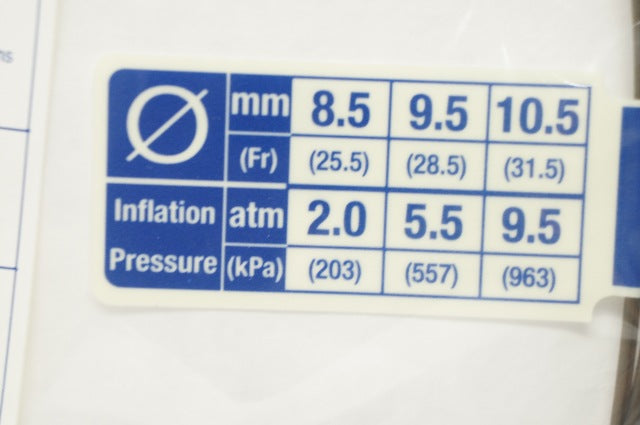 Ø mm 8.5 9.5 10.5
(Fr) (25.5) (28.5) (31.5)
Inflation atm 2.0 5.5 9.5
Pressure (kPa) (203) (557) (963)